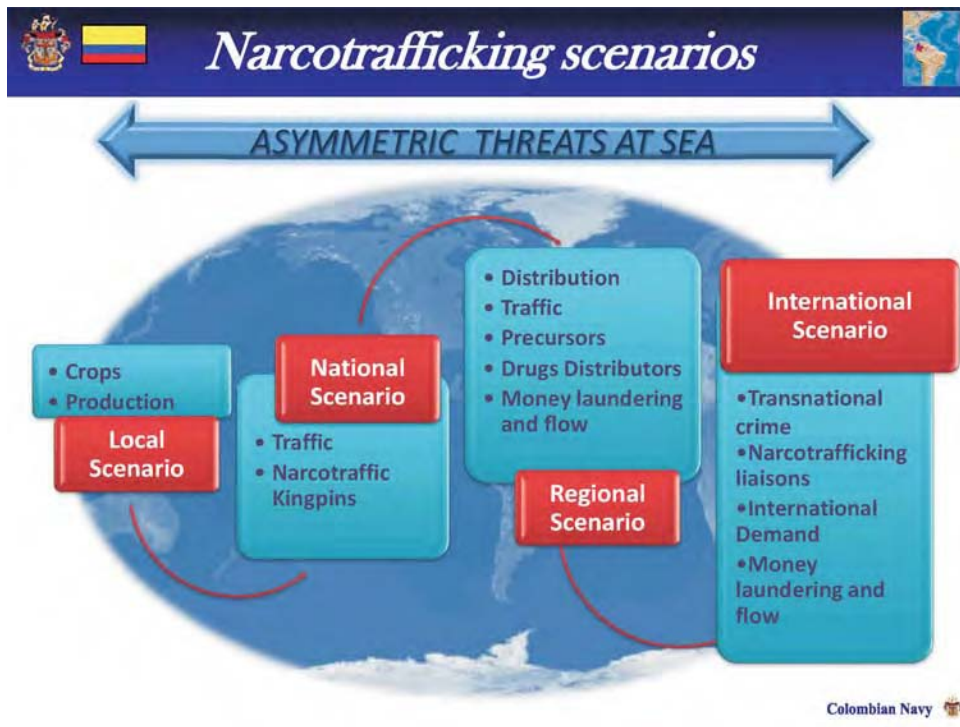 Narcotrafficking scenarios
ASYMMETRIC THREATS AT SEA
• Crops
• Production
Local
Scenario
National
Scenario
• Traffic
• Narcotraffic
Kingpins
• Distribution
• Traffic
• Precursors
• Drugs Distributors
• Money laundering
and flow
Regional
Scenario
International
Scenario
•Transnational
crime
•Narcotrafficking
liaisons
•International
Demand
•Money
laundering and
flow
Colombian Navy